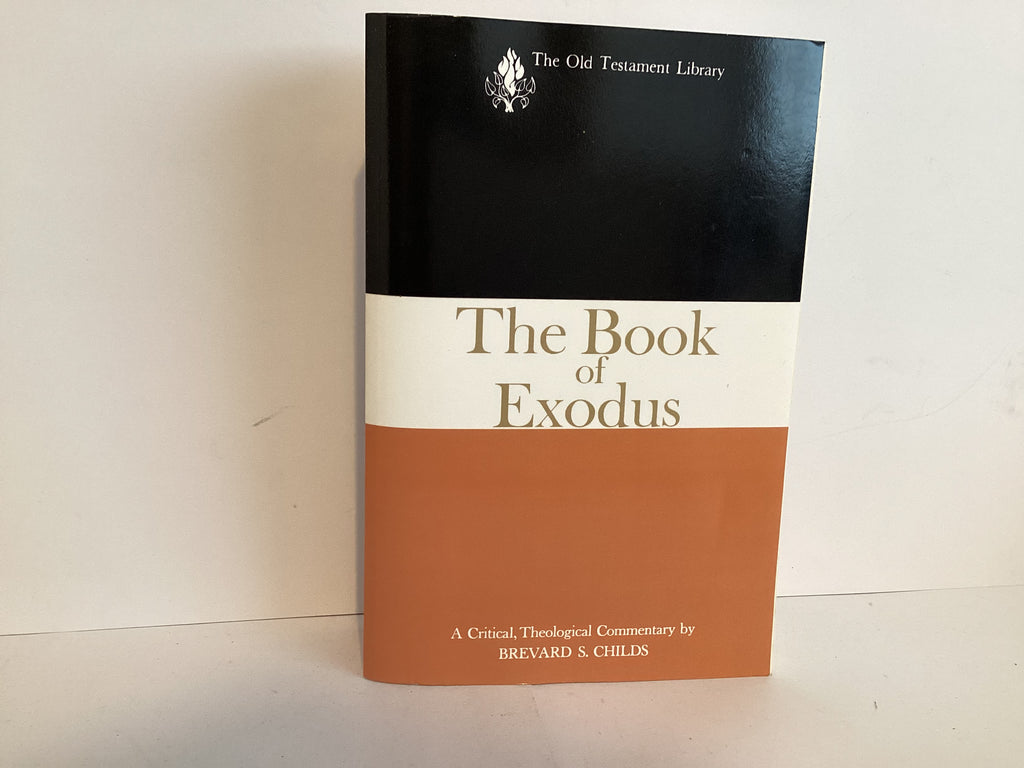 The Old Testament Library
The Book
of
Exodus
A Critical, Theological Commentary by
BREVARD S. CHILDS